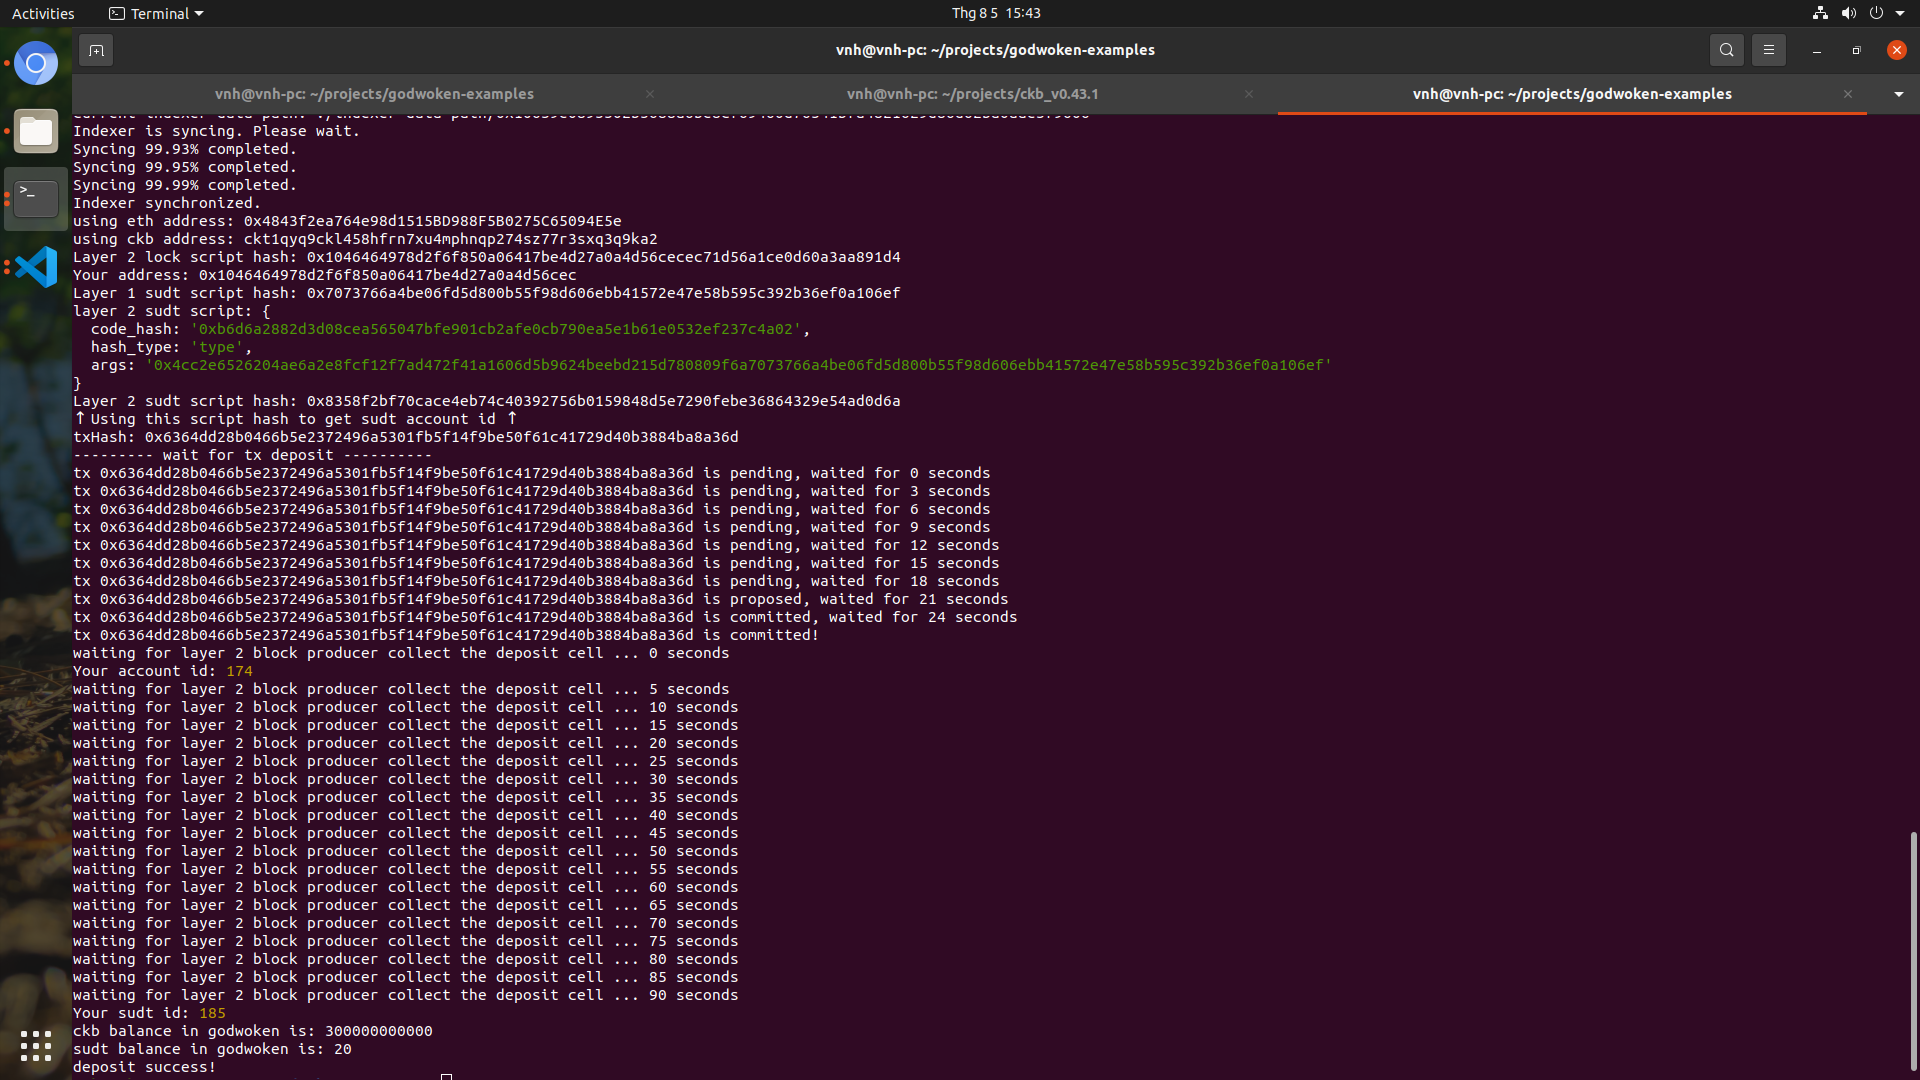 Activities
Terminal
Thg 8 5 15:43
vnh@vnh-pc: ~/projects/godwoken-examples
vnh@vnh-pc: ~/projects/godwoken-examples
vnh@vnh-pc: ~/projects/ckb_v0.43.1
vnh@vnh-pc: ~/projects/godwoken-examples
Indexer is syncing. Please wait.
Syncing 99.93% completed.
Syncing 99.95% completed.
Syncing 99.99% completed.
Indexer synchronized.
using eth address: 0x4843f2ea764e98d1515BD988F5B0275C65094E5e
using ckb address: ckt1qyq9ckl458hfrn7xu4mphnqp274sz77r3sxq3q9ka2
Layer 2 lock script hash: 0x1046464978d2f6f850a06417be4d27a0a4d56cecec71d56a1ce0d60a3aa891d4
Your address: 0x1046464978d2f6f850a06417be4d27a0a4d56cec
Layer 1 sudt script hash: 0x7073766a4be06fd5d800b55f98d606ebb41572e47e58b595c392b36ef0a106ef
layer 2 sudt script: {
code_hash: '0xb6d6a2882d3d08cea565047bfe901cb2afe0cb790ea5e1b61e0532ef237c4a02',
hash_type: 'type',
args: '0x4cc2e6526204ae6a2e8fcf12f7ad472f41a1606d5b9624beebd215d780809f6a7073766a4be06fd5d800b55f98d606ebb41572e47e58b595c392b36ef0a106ef'
}
Layer 2 sudt script hash: 0x8358f2bf70cace4eb74c40392756b0159848d5e7290febe36864329e54ad0d6a
↑Using this script hash to get sudt account id ↑
txHash: 0x6364dd28b0466b5e2372496a5301fb5f14f9be50f61c41729d40b3884ba8a36d
--------- wait for tx deposit ----------
tx 0x6364dd28b0466b5e2372496a5301fb5f14f9be50f61c41729d40b3884ba8a36d is pending, waited for 0 seconds
tx 0x6364dd28b0466b5e2372496a5301fb5f14f9be50f61c41729d40b3884ba8a36d is pending, waited for 3 seconds
tx 0x6364dd28b0466b5e2372496a5301fb5f14f9be50f61c41729d40b3884ba8a36d is pending, waited for 6 seconds
tx 0x6364dd28b0466b5e2372496a5301fb5f14f9be50f61c41729d40b3884ba8a36d is pending, waited for 9 seconds
tx 0x6364dd28b0466b5e2372496a5301fb5f14f9be50f61c41729d40b3884ba8a36d is pending, waited for 12 seconds
tx 0x6364dd28b0466b5e2372496a5301fb5f14f9be50f61c41729d40b3884ba8a36d is pending, waited for 15 seconds
tx 0x6364dd28b0466b5e2372496a5301fb5f14f9be50f61c41729d40b3884ba8a36d is pending, waited for 18 seconds
tx 0x6364dd28b0466b5e2372496a5301fb5f14f9be50f61c41729d40b3884ba8a36d is proposed, waited for 21 seconds
tx 0x6364dd28b0466b5e2372496a5301fb5f14f9be50f61c41729d40b3884ba8a36d is committed, waited for 24 seconds
tx 0x6364dd28b0466b5e2372496a5301fb5f14f9be50f61c41729d40b3884ba8a36d is committed!
waiting for layer 2 block producer collect the deposit cell ... 0 seconds
Your account id: 174
waiting for layer 2 block producer collect the deposit cell ... 5 seconds
waiting for layer 2 block producer collect the deposit cell ... 10 seconds
waiting for layer 2 block producer collect the deposit cell ... 15 seconds
waiting for layer 2 block producer collect the deposit cell ... 20 seconds
waiting for layer 2 block producer collect the deposit cell ... 25 seconds
waiting for layer 2 block producer collect the deposit cell ... 30 seconds
waiting for layer 2 block producer collect the deposit cell ... 35 seconds
waiting for layer 2 block producer collect the deposit cell ... 40 seconds
waiting for layer 2 block producer collect the deposit cell ... 45 seconds
waiting for layer 2 block producer collect the deposit cell ... 50 seconds
waiting for layer 2 block producer collect the deposit cell ... 55 seconds
waiting for layer 2 block producer collect the deposit cell ... 60 seconds
waiting for layer 2 block producer collect the deposit cell ... 65 seconds
waiting for layer 2 block producer collect the deposit cell ... 70 seconds
waiting for layer 2 block producer collect the deposit cell ... 75 seconds
waiting for layer 2 block producer collect the deposit cell ... 80 seconds
waiting for layer 2 block producer collect the deposit cell ... 85 seconds
waiting for layer 2 block producer collect the deposit cell ... 90 seconds
Your sudt id: 185
ckb balance in godwoken is: 300000000000
sudt balance in godwoken is: 20
deposit success!